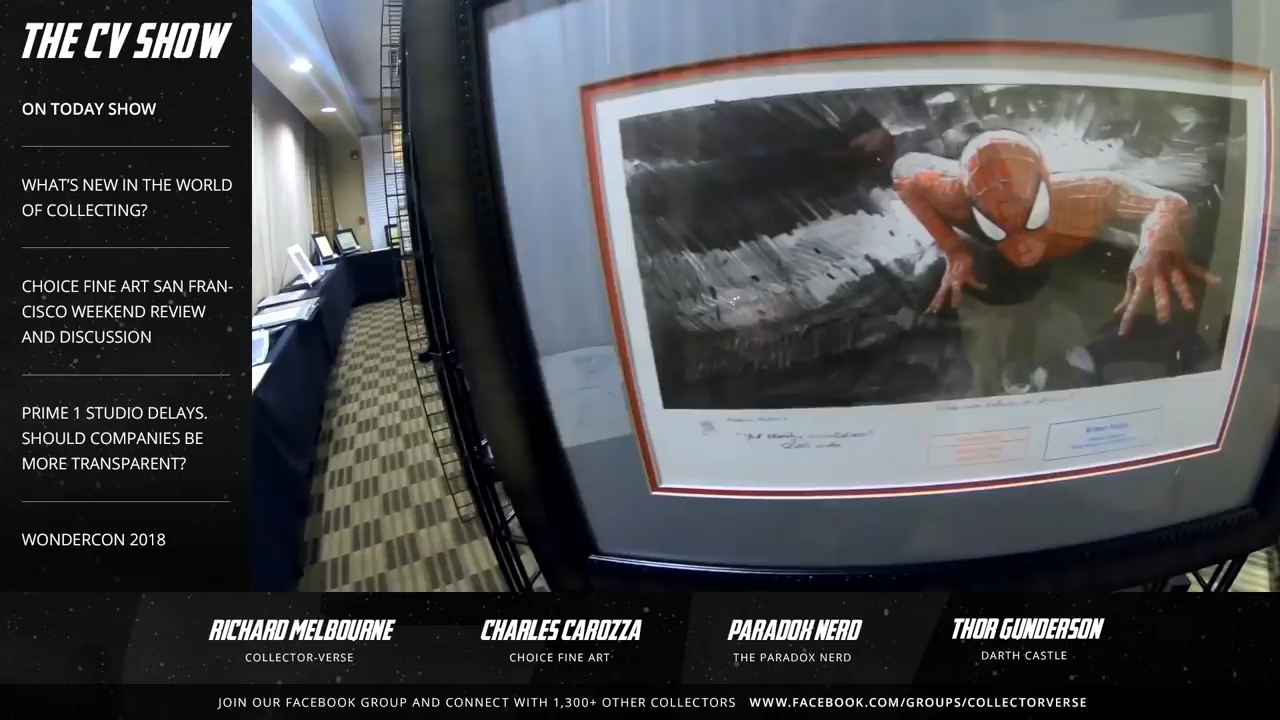 THE CV SHOW
ON TODAY SHOW
WHAT'S NEW IN THE WORLD
OF COLLECTING?
CHOICE FINE ART SAN FRAN-
CISCO WEEKEND REVIEW
AND DISCUSSION
PRIME 1 STUDIO DELAYS.
SHOULD COMPANIES BE
MORE TRANSPARENT?
WONDERCON 2018
RICHARD MELBOURNE
COLLECTOR-VERSE
CHARLES CAROZZA
CHOICE FINE ART
PARADOX NERD
THE PARADOX NERD
THOR GUNDERSON
DARTH CASTLE
JOIN OUR FACEBOOK GROUP AND CONNECT WITH 1,300+ OTHER COLLECTORS WWW.FACEBOOK.COM/GROUPS/COLLECTORVERSE